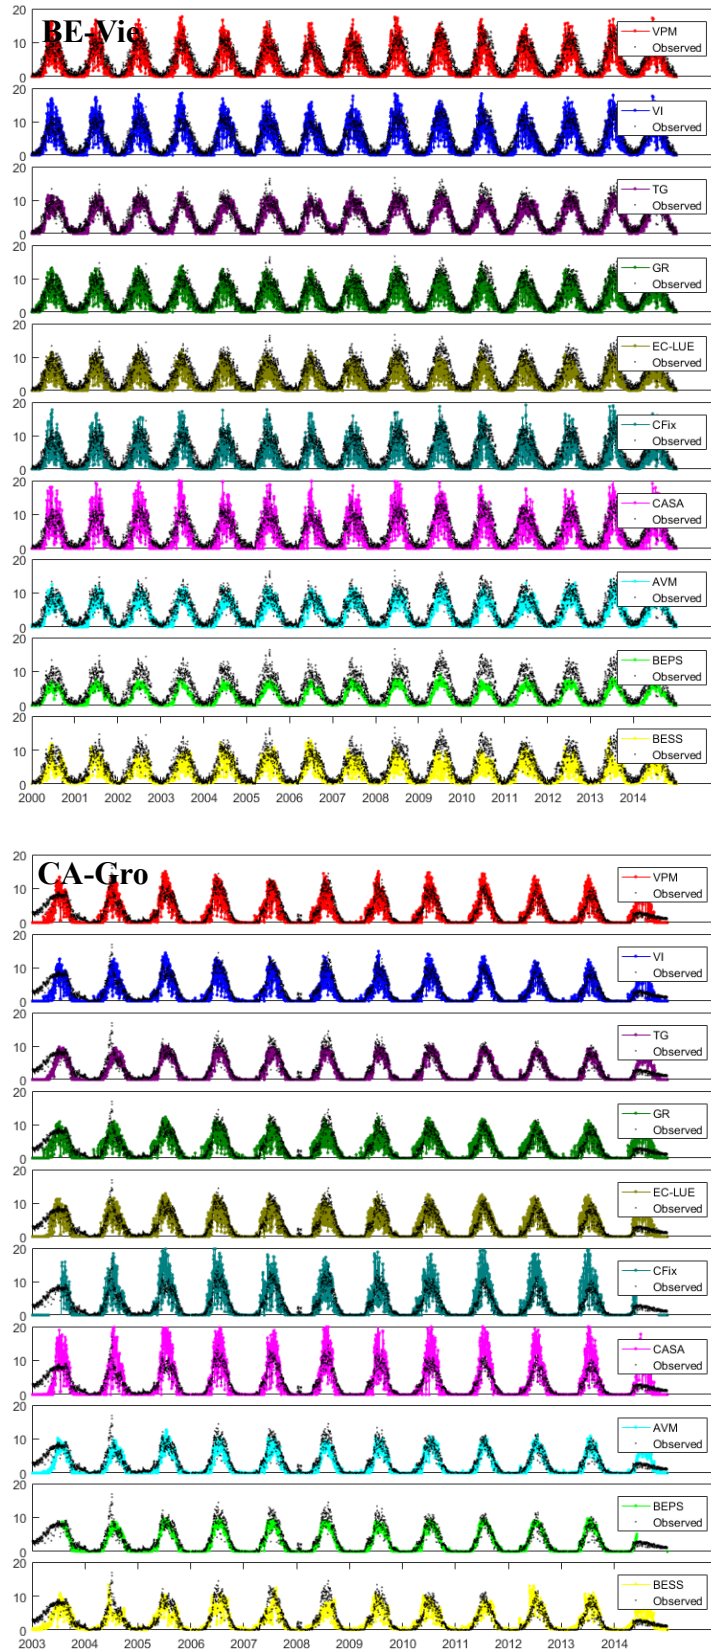 BE-Vie
20
10
0
VPM
Observed
20
10
0
VI
Observed
20
10
0
TG
Observed
20
10
0
GR
Observed
20
10
0
EC-LUE
Observed
20
10
0
CFix
Observed
20
10
0
CASA
Observed
20
10
0
AVM
Observed
20
10
0
BEPS
Observed
20
10
0
BESS
Observed
2000 2001 2002 2003 2004 2005 2006 2007 2008 2009 2010 2011 2012 2013 2014
CA-Gro
20
10
0
VPM
Observed
20
10
0
VI
Observed
20
10
0
TG
Observed
20
10
0
GR
Observed
20
10
0
EC-LUE
Observed
20
10
0
CFix
Observed
20
10
0
CASA
Observed
20
10
0
AVM
Observed
20
10
0
BEPS
Observed
20
10
0
BESS
Observed
2003 2004 2005 2006 2007 2008 2009 2010 2011 2012 2013 2014